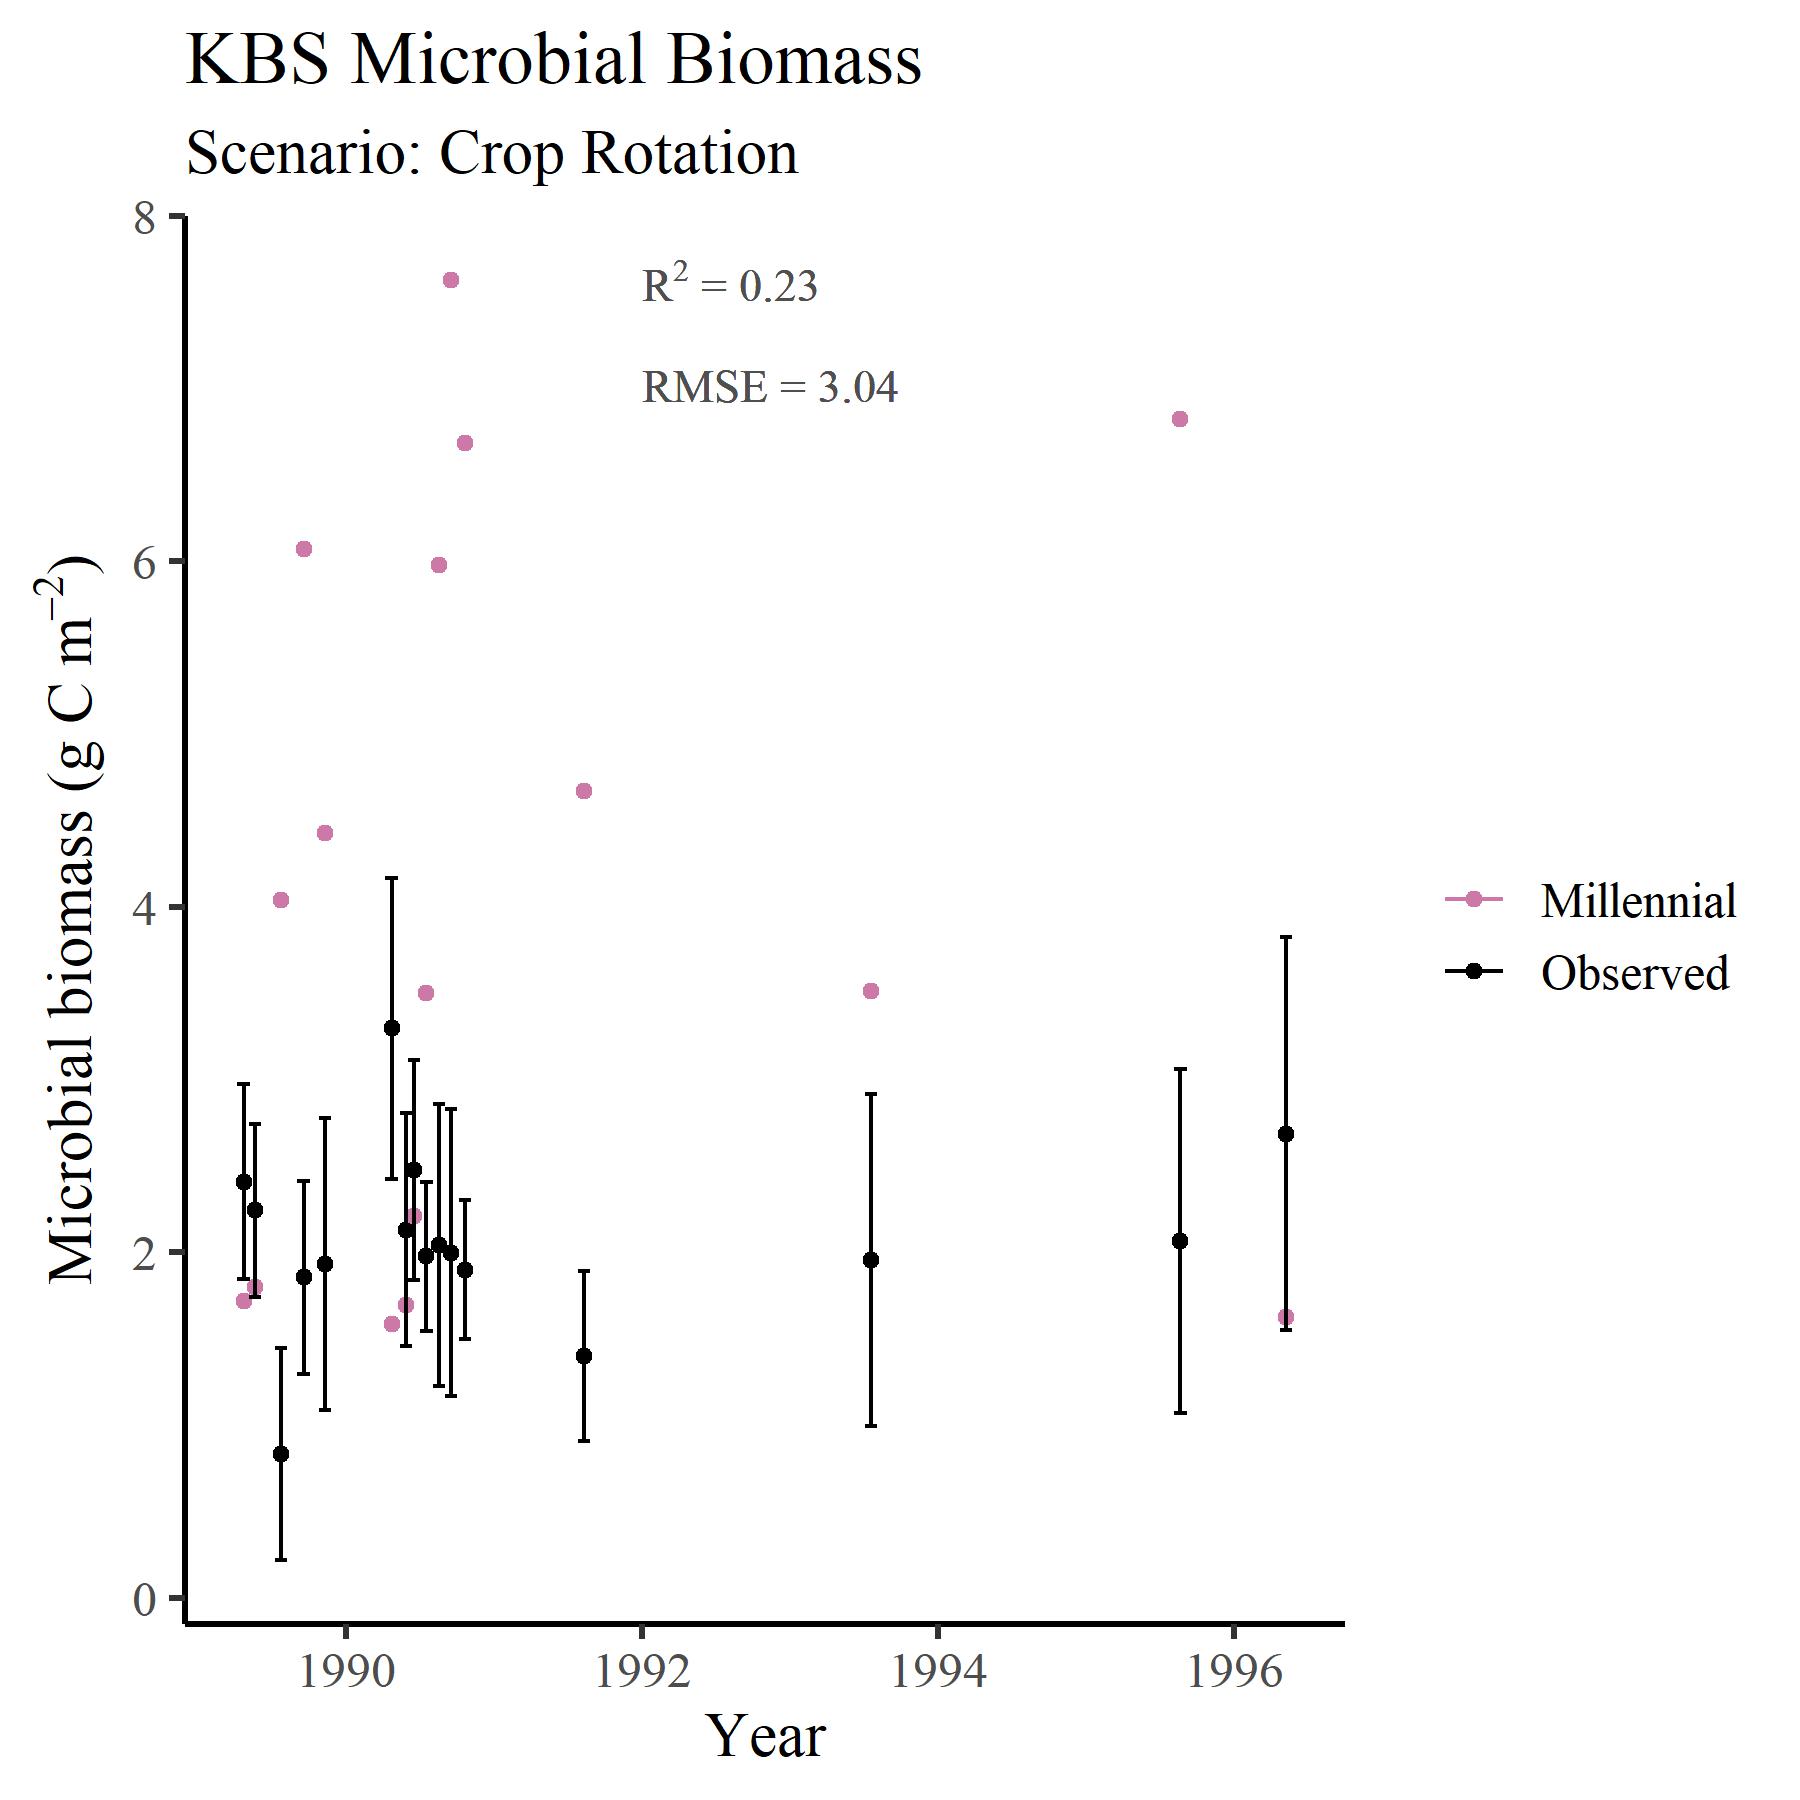 KBS Microbial Biomass
Scenario: Crop Rotation
8
6
4
2
0
R² = 0.23
RMSE = 3.04
Microbial biomass (g C m⁻²)
Millennial
Observed
1990 1992 1994 1996
Year